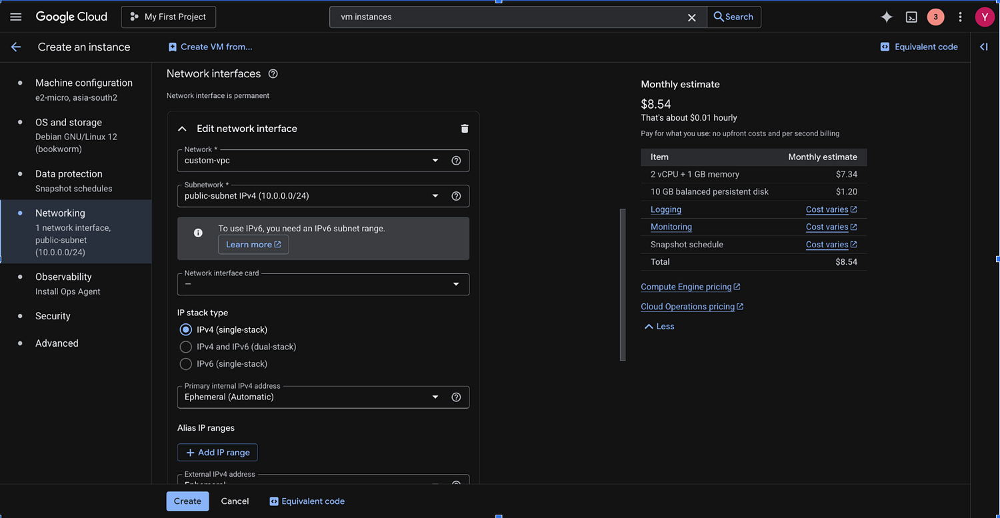 Google Cloud
My First Project
vm instances
Search
3
Y
Create an instance
Create VM from...
Equivalent code
Machine configuration
e2-micro, asia-south2
OS and storage
Debian GNU/Linux 12
(bookworm)
Data protection
Snapshot schedules
Networking
1 network interface,
public-subnet
(10.0.0.0/24)
Observability
Install Ops Agent
Security
Advanced
Network interfaces
Network interface is permanent
Edit network interface
Network *
custom-vpc
Subnetwork *
public-subnet IPv4 (10.0.0.0/24)
To use IPv6, you need an IPv6 subnet range.
Learn more
Network interface card
—
IP stack type
IPv4 (single-stack)
IPv4 and IPv6 (dual-stack)
IPv6 (single-stack)
Primary internal IPv4 address
Ephemeral (Automatic)
Alias IP ranges
Add IP range
External IPv4 address
Ephemeral
Create
Cancel
Equivalent code
Monthly estimate
$8.54
That's about $0.01 hourly
Pay for what you use: no upfront costs and per second billing
Item Monthly estimate
2 vCPU + 1 GB memory $7.34
10 GB balanced persistent disk $1.20
Logging Cost varies
Monitoring Cost varies
Snapshot schedule Cost varies
Total $8.54
Compute Engine pricing
Cloud Operations pricing
Less